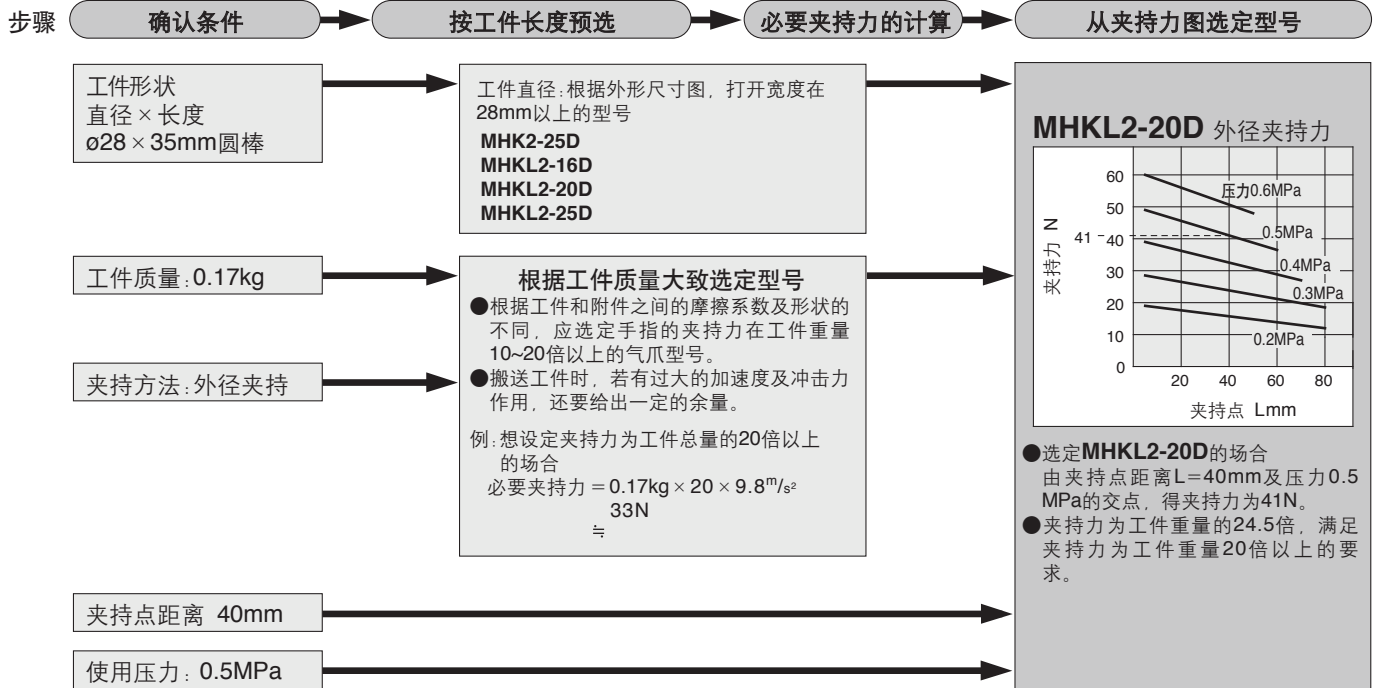 步骤
确认条件
按工件长度预选
必要夹持力的计算
从夹持力图选定型号
工件形状
直径×长度
ø28×35mm圆棒
工件直径:根据外形尺寸图，打开宽度在
28mm以上的型号
MHK2-25D
MHKL2-16D
MHKL2-20D
MHKL2-25D
工件质量:0.17kg
夹持方法:外径夹持
根据工件质量大致选定型号
●根据工件和附件之间的摩擦系数及形状的
不同，应选定手指的夹持力在工件重量
10~20倍以上的气爪型号。
●搬送工件时，若有过大的加速度及冲击力
作用，还要给出一定的余量。
例:想设定夹持力为工件总量的20倍以上
的场合
必要夹持力＝0.17kg×20×9.8m/s²
33N
≒
夹持点距离 40mm
使用压力: 0.5MPa
MHKL2-20D 外径夹持力
夹持力 N
60
50
41
40
30
20
10
0
压力0.6MPa
0.5MPa
0.4MPa
0.3MPa
0.2MPa
20 40 60 80
夹持点 Lmm
●选定MHKL2-20D的场合
由夹持点距离L＝40mm及压力0.5
MPa的交点，得夹持力为41N。
●夹持力为工件重量的24.5倍，满足
夹持力为工件重量20倍以上的要
求。